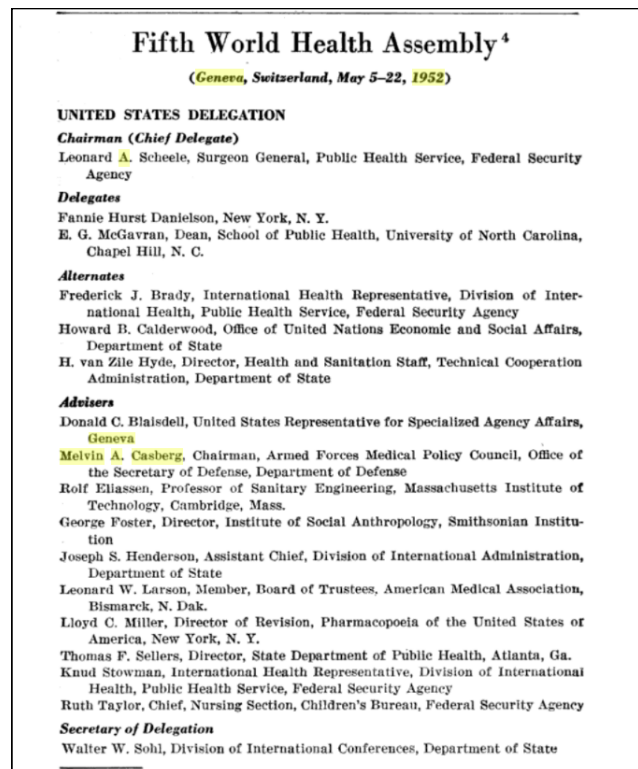 Fifth World Health Assembly⁴
(Geneva, Switzerland, May 5–22, 1952)
UNITED STATES DELEGATION
Chairman (Chief Delegate)
Leonard A. Scheele, Surgeon General, Public Health Service, Federal Security
Agency
Delegates
Fannie Hurst Danielson, New York, N. Y.
E. G. McGavran, Dean, School of Public Health, University of North Carolina,
Chapel Hill, N. C.
Alternates
Frederick J. Brady, International Health Representative, Division of Inter-
national Health, Public Health Service, Federal Security Agency
Howard B. Calderwood, Office of United Nations Economic and Social Affairs,
Department of State
H. van Zile Hyde, Director, Health and Sanitation Staff, Technical Cooperation
Administration, Department of State
Advisers
Donald C. Blaisdell, United States Representative for Specialized Agency Affairs,
Geneva
Melvin A. Casberg, Chairman, Armed Forces Medical Policy Council, Office of
the Secretary of Defense, Department of Defense
Rolf Eliassen, Professor of Sanitary Engineering, Massachusetts Institute of
Technology, Cambridge, Mass.
George Foster, Director, Institute of Social Anthropology, Smithsonian Institu-
tion
Joseph S. Henderson, Assistant Chief, Division of International Administration,
Department of State
Leonard W. Larson, Member, Board of Trustees, American Medical Association,
Bismarck, N. Dak.
Lloyd C. Miller, Director of Revision, Pharmacopoeia of the United States of
America, New York, N. Y.
Thomas F. Sellers, Director, State Department of Public Health, Atlanta, Ga.
Knud Stowman, International Health Representative, Division of International
Health, Public Health Service, Federal Security Agency
Ruth Taylor, Chief, Nursing Section, Children's Bureau, Federal Security Agency
Secretary of Delegation
Walter W. Sohl, Division of International Conferences, Department of State